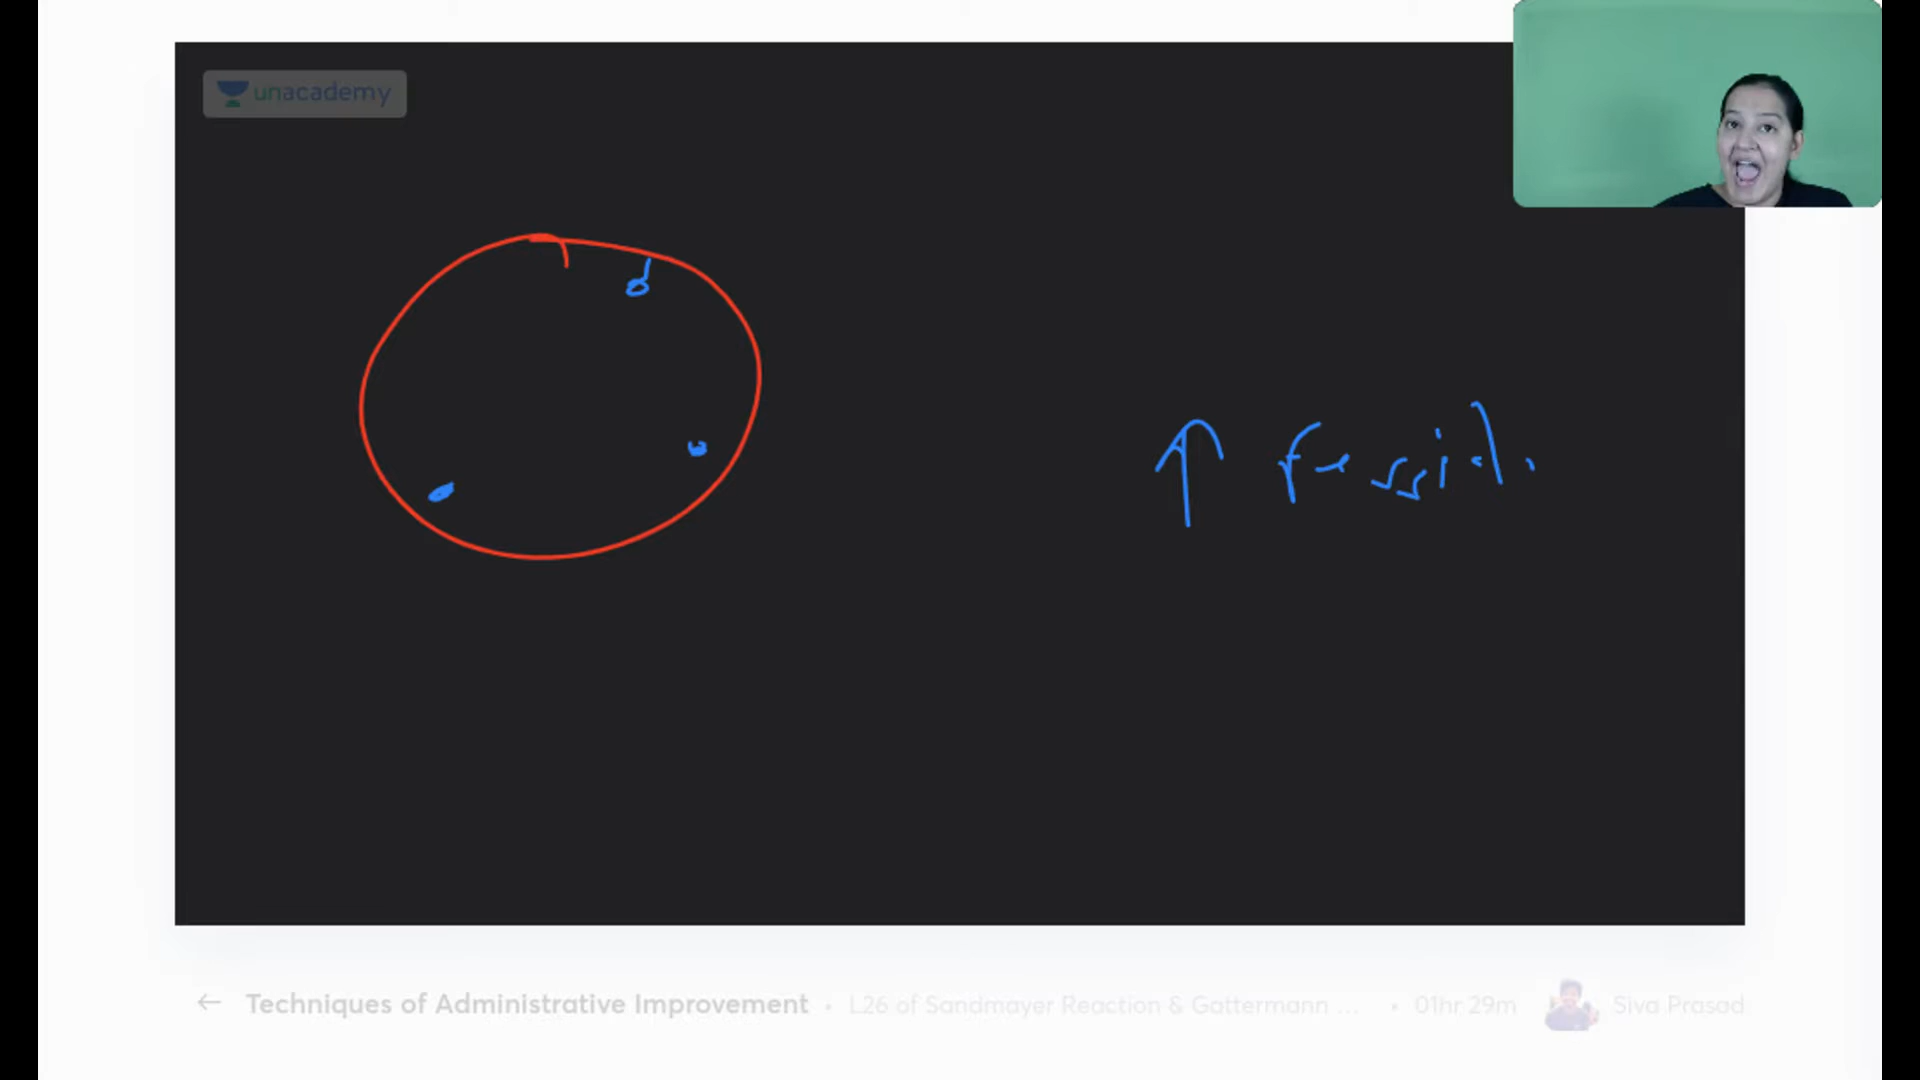 unacademy
↑
Techniques of Administrative Improvement • L26 of Sandmayer Reaction & Gattermann ... • 01hr 29m Siva Prasad